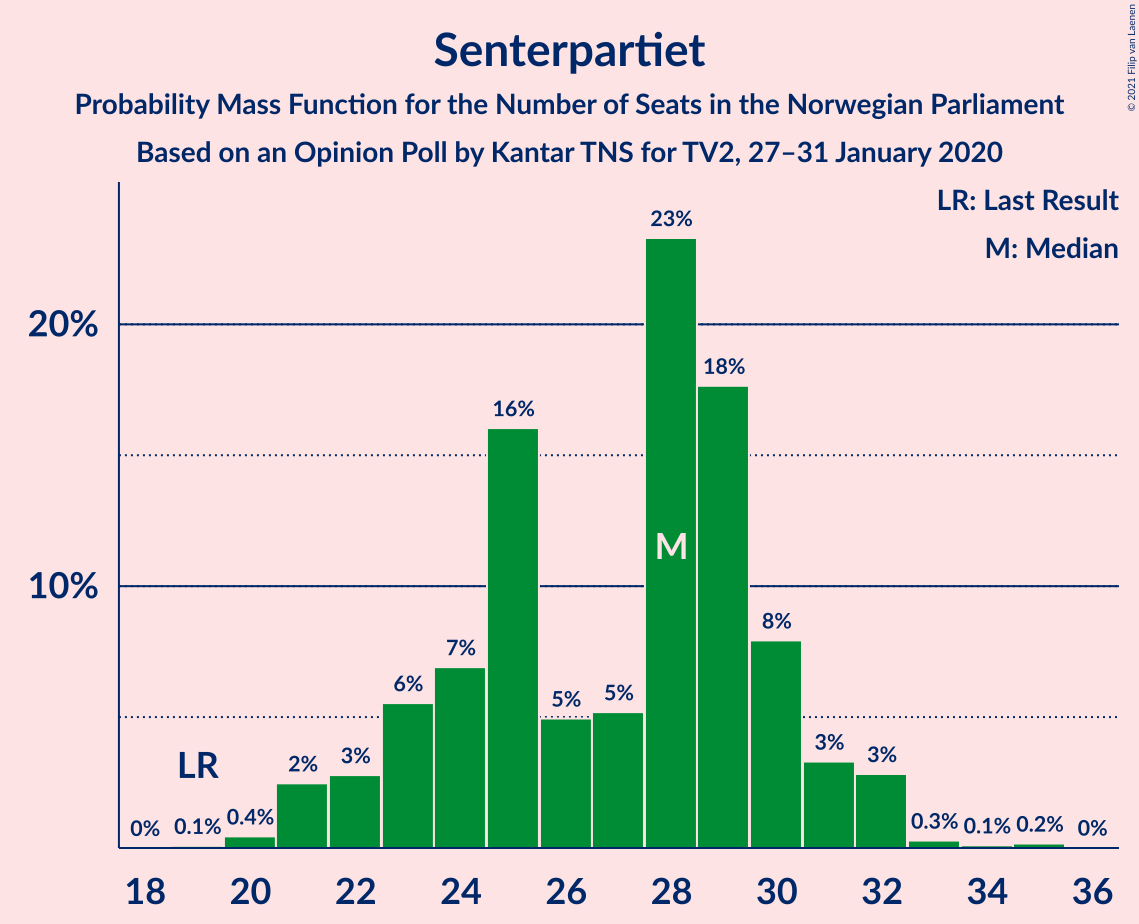 Senterpartiet
Probability Mass Function for the Number of Seats in the Norwegian Parliament
Based on an Opinion Poll by Kantar TNS for TV2, 27–31 January 2020
© 2021 Filip van Laenen
LR: Last Result
M: Median
20%
10%
0%
0.1%
0.4%
2%
3%
6%
7%
16%
5%
5%
23%
18%
8%
3%
3%
0.3%
0.1%
0.2%
0%
LR
M
18 20 22 24 26 28 30 32 34 36